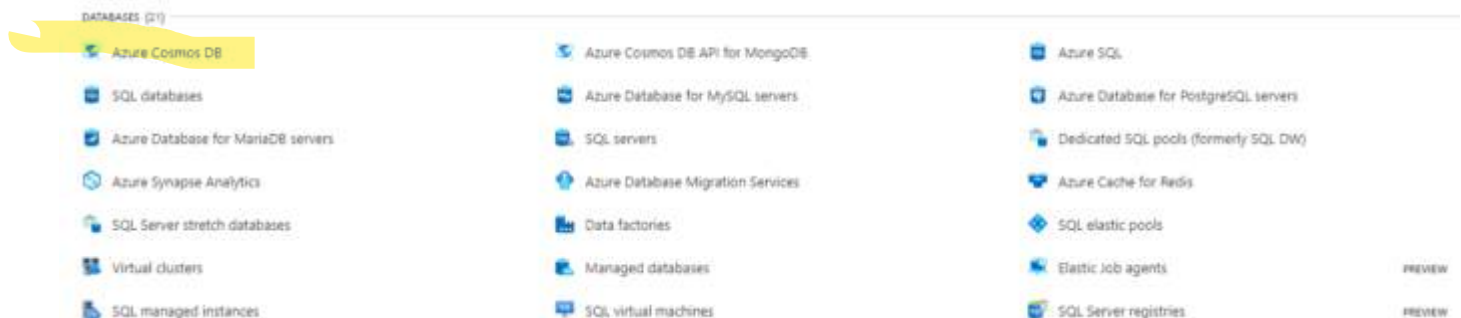 DATABASES (21)
Azure Cosmos DB
Azure Cosmos DB API for MongoDB
Azure SQL
SQL databases
Azure Database for MySQL servers
Azure Database for PostgreSQL servers
Azure Database for MariaDB servers
SQL servers
Dedicated SQL pools (formerly SQL DW)
Azure Synapse Analytics
Azure Database Migration Services
Azure Cache for Redis
SQL Server stretch databases
Data factories
SQL elastic pools
Virtual clusters
Managed databases
Elastic Job agents
PREVIEW
SQL managed instances
SQL virtual machines
SQL Server registries
PREVIEW